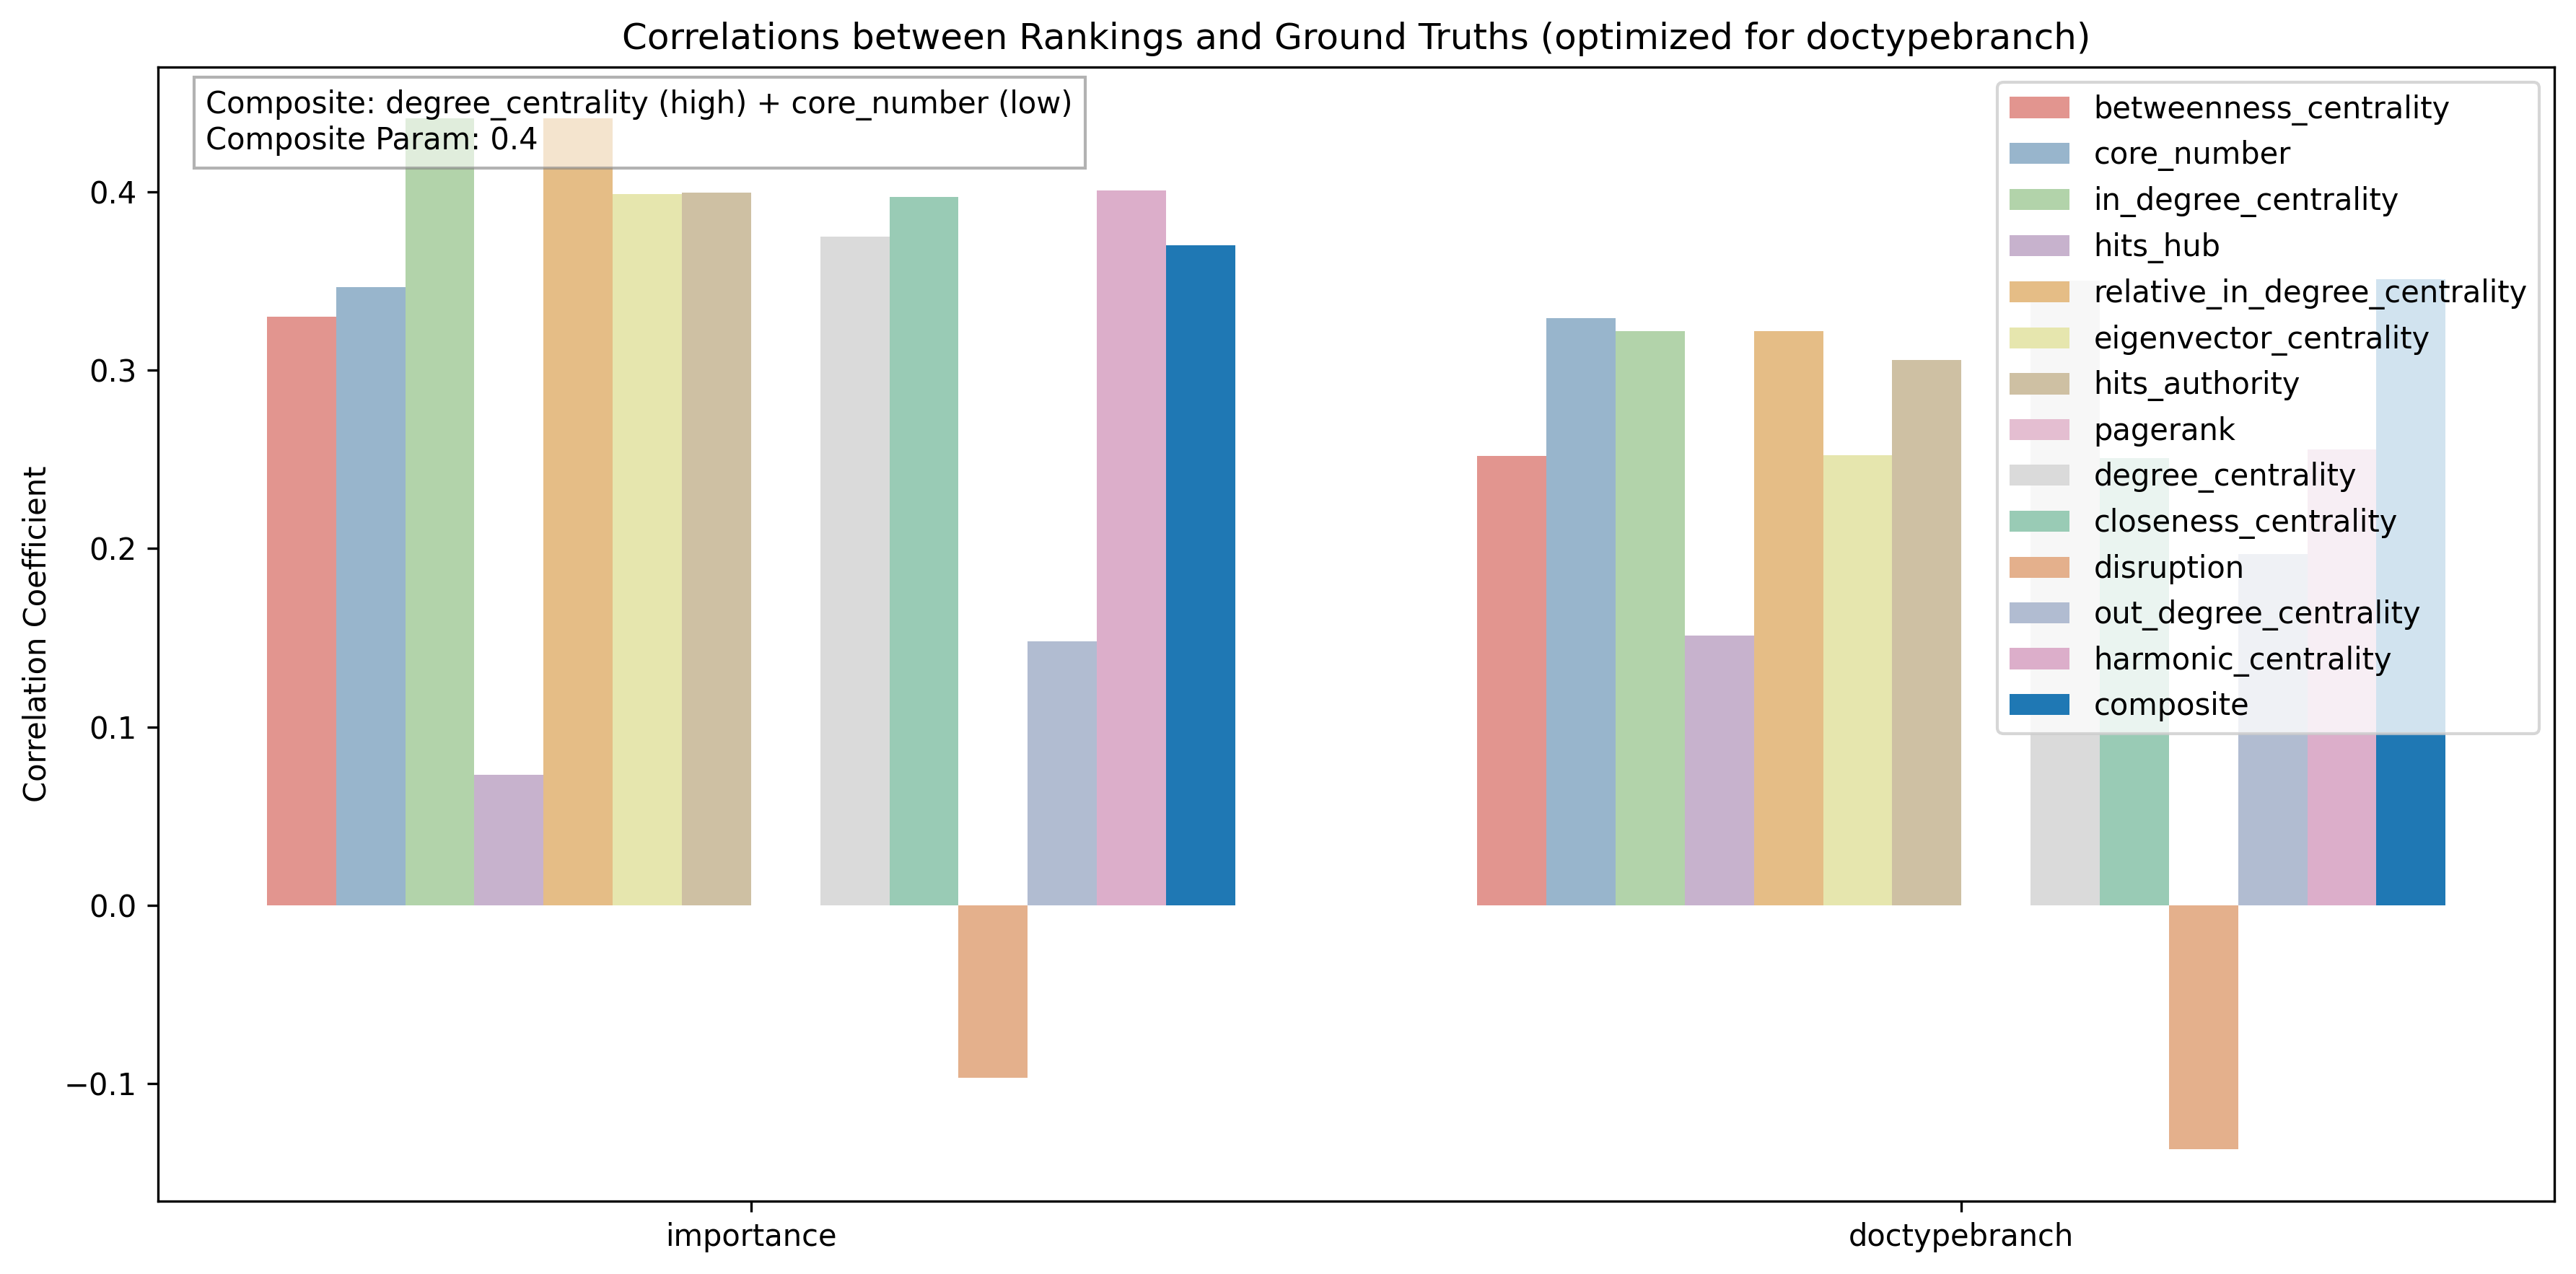 Correlations between Rankings and Ground Truths (optimized for doctypebranch)
Composite: degree_centrality (high) + core_number (low)
Composite Param: 0.4
betweenness_centrality
core_number
in_degree_centrality
hits_hub
relative_in_degree_centrality
eigenvector_centrality
hits_authority
pagerank
degree_centrality
closeness_centrality
disruption
out_degree_centrality
harmonic_centrality
composite
Correlation Coefficient
0.4
0.3
0.2
0.1
0.0
−0.1
importance
doctypebranch